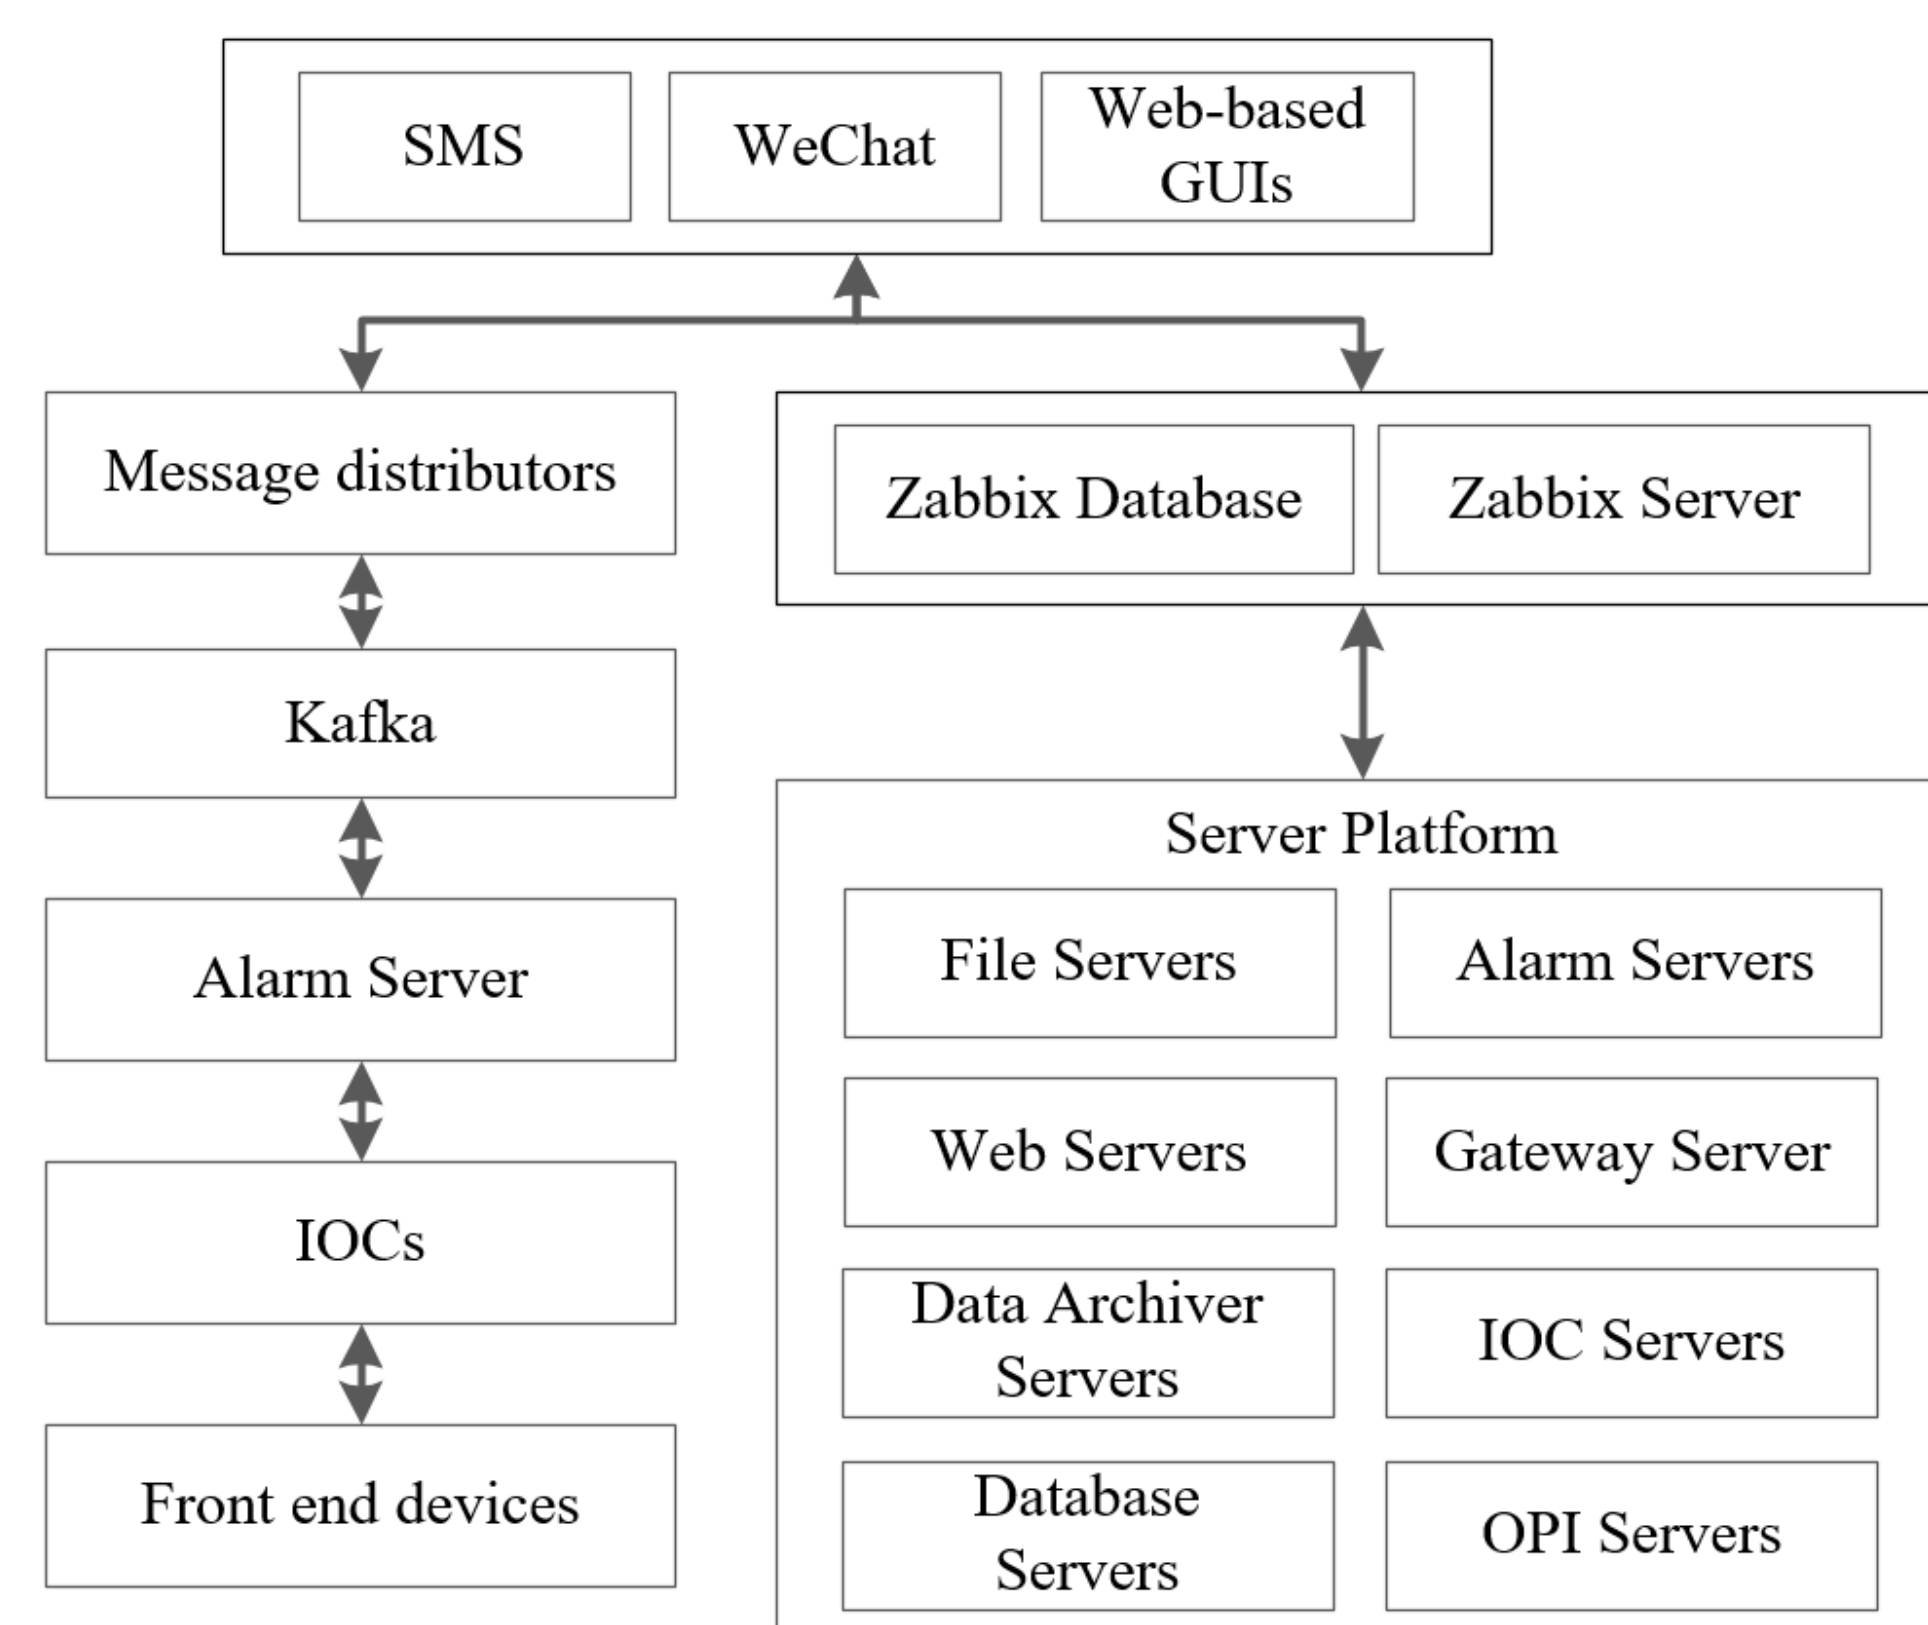 SMS
WeChat
Web-based
GUIs
Message distributors
Zabbix Database
Zabbix Server
Kafka
Alarm Server
IOCs
Front end devices
Server Platform
File Servers
Alarm Servers
Web Servers
Gateway Server
Data Archiver
Servers
IOC Servers
Database
Servers
OPI Servers